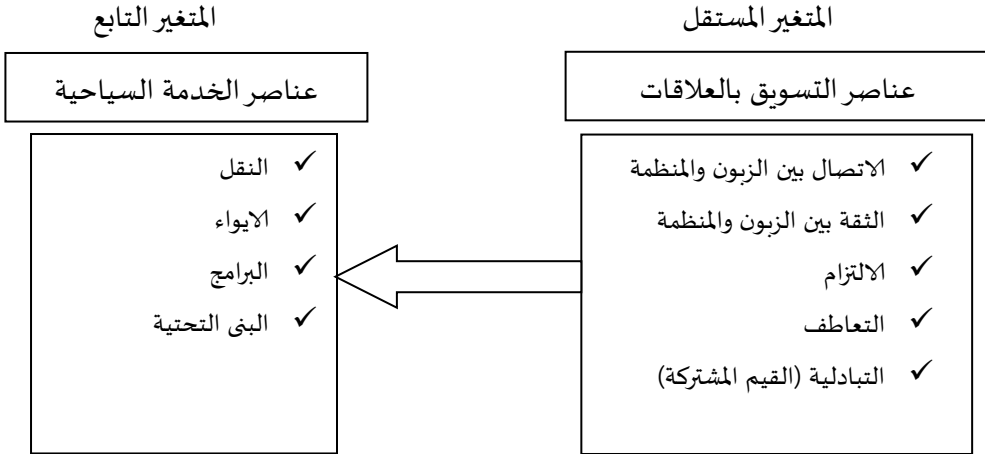 المتغير المستقل
المتغير التابع
عناصر التسويق بالعلاقات
عناصر الخدمة السياحية
✓ الاتصال بين الزبون والمنظمة
✓ الثقة بين الزبون والمنظمة
✓ الالتزام
✓ التعاطف
✓ التبادلية (القيم المشتركة)
✓ النقل
✓ الايواء
✓ البرامج
✓ البنى التحتية